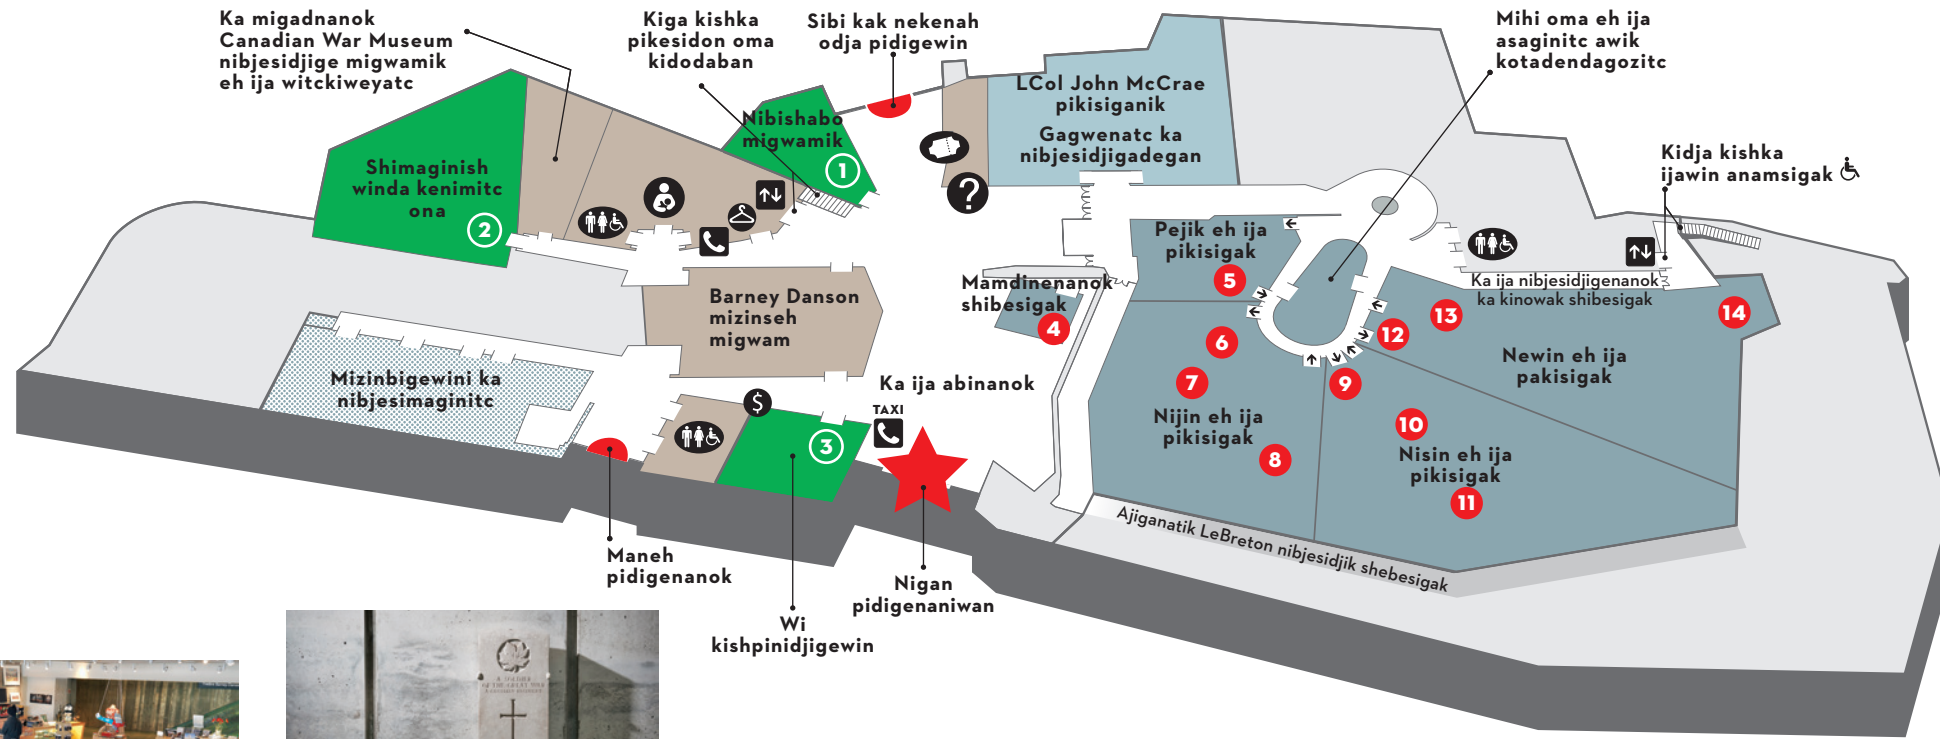 Ka migadnanok
Canadian War Museum
nibjesidjige migwamik
eh ija witckiweyatc
Kiga kishka
pikesidon oma
kidodaban
Sibi kak nekenah
odja pidigewin
Mihi oma eh ija
asaginitc awik
kotadendagozitc
LCol John McCrae
pikisiganik
Gagwenatc ka
nibjesidjigadegan
Nibishabo
migwamik
1
Shimaginish
winda kenimitc
ona
2
?
Kidja kishka
ijawin anamsigak
Pejik eh ija
pikisigak
5
Mamdinenanok
shibesigak
4
Ka ija nibjesidjigenanok
ka kinowak shibesigak
13
14
12
6
7
9
Newin eh ija
pakisigak
Barney Danson
mizinseh
migwam
Mizinbigewini ka
nibjesimaginitc
Ka ija abinanok
$
TAXI
3
Nijin eh ija
pikisigak
8
10
Nisin eh ija
pikisigak
11
Ajiganatik LeBreton nibjesidjik shebesigak
Maneh
pidigenanok
Nigan
pidigenaniwan
Wi
kishpinidjigewin